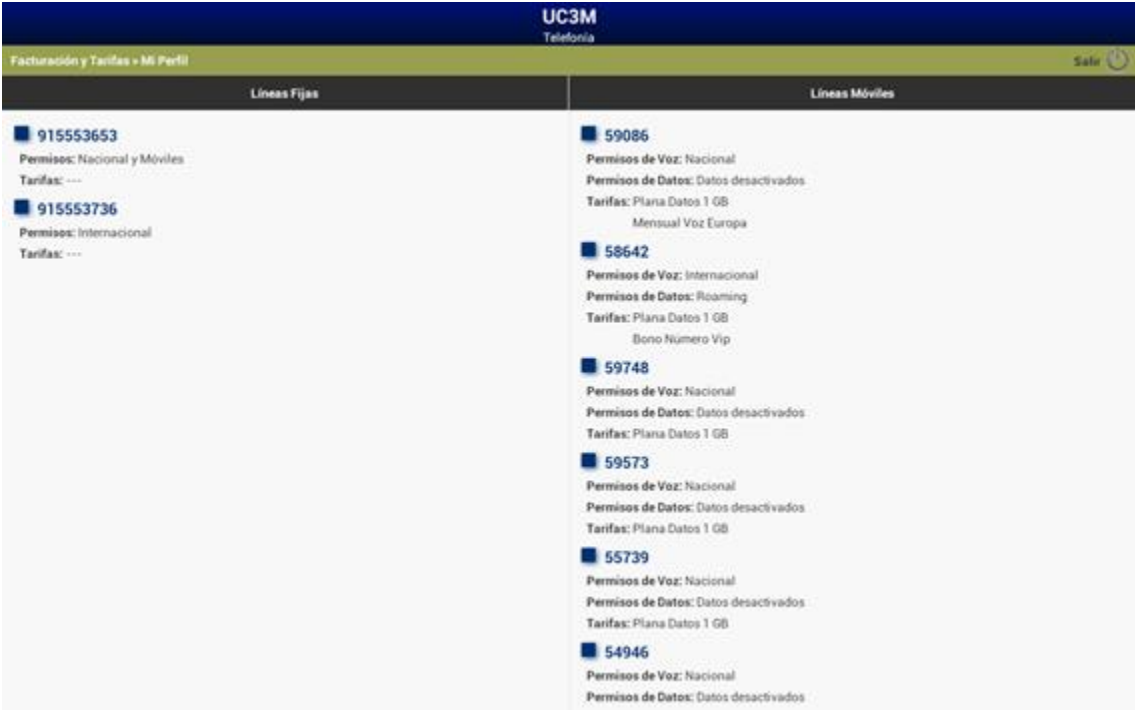 UC3M
Telefonía
Facturación y Tarifas » Mi Perfil
Salir
Líneas Fijas
915553653
Permisos: Nacional y Móviles
Tarifas: ---
915553736
Permisos: Internacional
Tarifas: ---
Líneas Móviles
59086
Permisos de Voz: Nacional
Permisos de Datos: Datos desactivados
Tarifas: Plana Datos 1 GB
Mensual Voz Europa
58642
Permisos de Voz: Internacional
Permisos de Datos: Roaming
Tarifas: Plana Datos 1 GB
Bono Número Vip
59748
Permisos de Voz: Nacional
Permisos de Datos: Datos desactivados
Tarifas: Plana Datos 1 GB
59573
Permisos de Voz: Nacional
Permisos de Datos: Datos desactivados
Tarifas: Plana Datos 1 GB
55739
Permisos de Voz: Nacional
Permisos de Datos: Datos desactivados
Tarifas: Plana Datos 1 GB
54946
Permisos de Voz: Nacional
Permisos de Datos: Datos desactivados